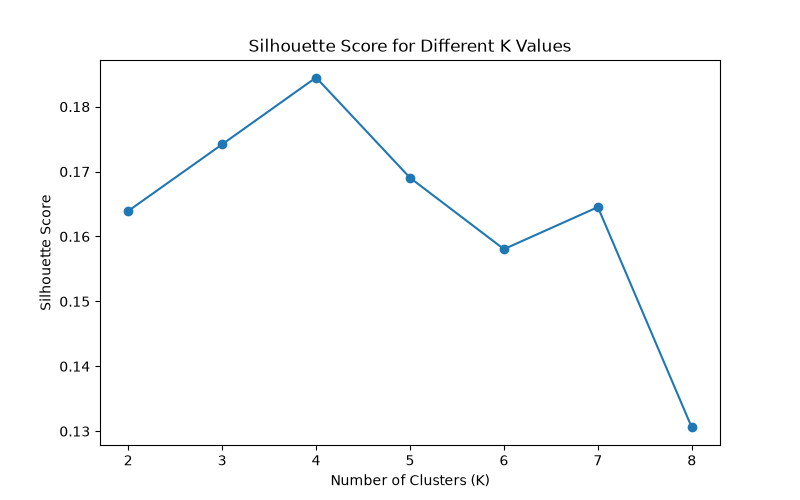 Silhouette Score for Different K Values
Silhouette Score
0.18
0.17
0.16
0.15
0.14
0.13
2 3 4 5 6 7 8
Number of Clusters (K)